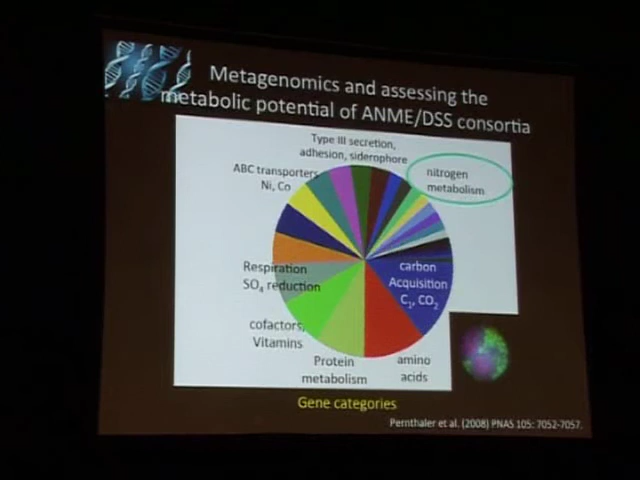 Metagenomics and assessing the
metabolic potential of ANME/DSS consortia
Type III secretion,
adhesion, siderophore
nitrogen
metabolism
ABC transporters
Ni, Co
Respiration
SO₄ reduction
carbon
Acquisition
C₁, CO₂
cofactors,
Vitamins
Protein
metabolism
amino
acids
Gene categories
Pernthaler et al. (2008) PNAS 105: 7052-7057.